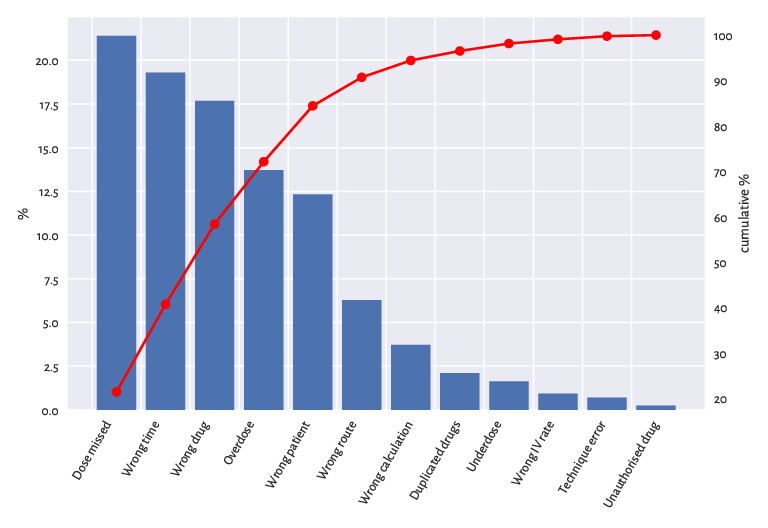 %
20.0
17.5
15.0
12.5
10.0
7.5
5.0
2.5
0.0
100
90
80
70
60
50
40
30
20
cumulative %
Dose missed
Wrong time
Wrong drug
Overdose
Wrong patient
Wrong route
Wrong calculation
Duplicated drugs
Underdose
Wrong IV rate
Technique error
Unauthorised drug